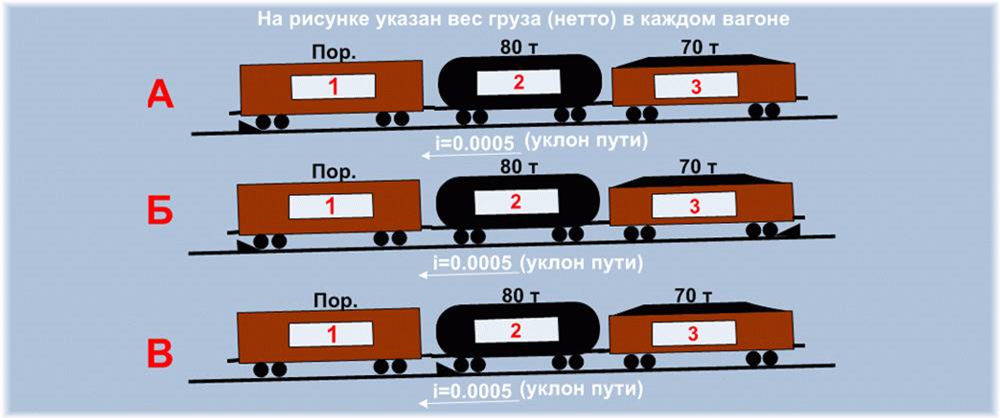 На рисунке указан вес груза (нетто) в каждом вагоне
Пор. 80 т 70 т
А 1 2 3
i=0.0005 (уклон пути)
Пор. 80 т 70 т
Б 1 2 3
i=0.0005 (уклон пути)
Пор. 80 т 70 т
В 1 2 3
i=0.0005 (уклон пути)